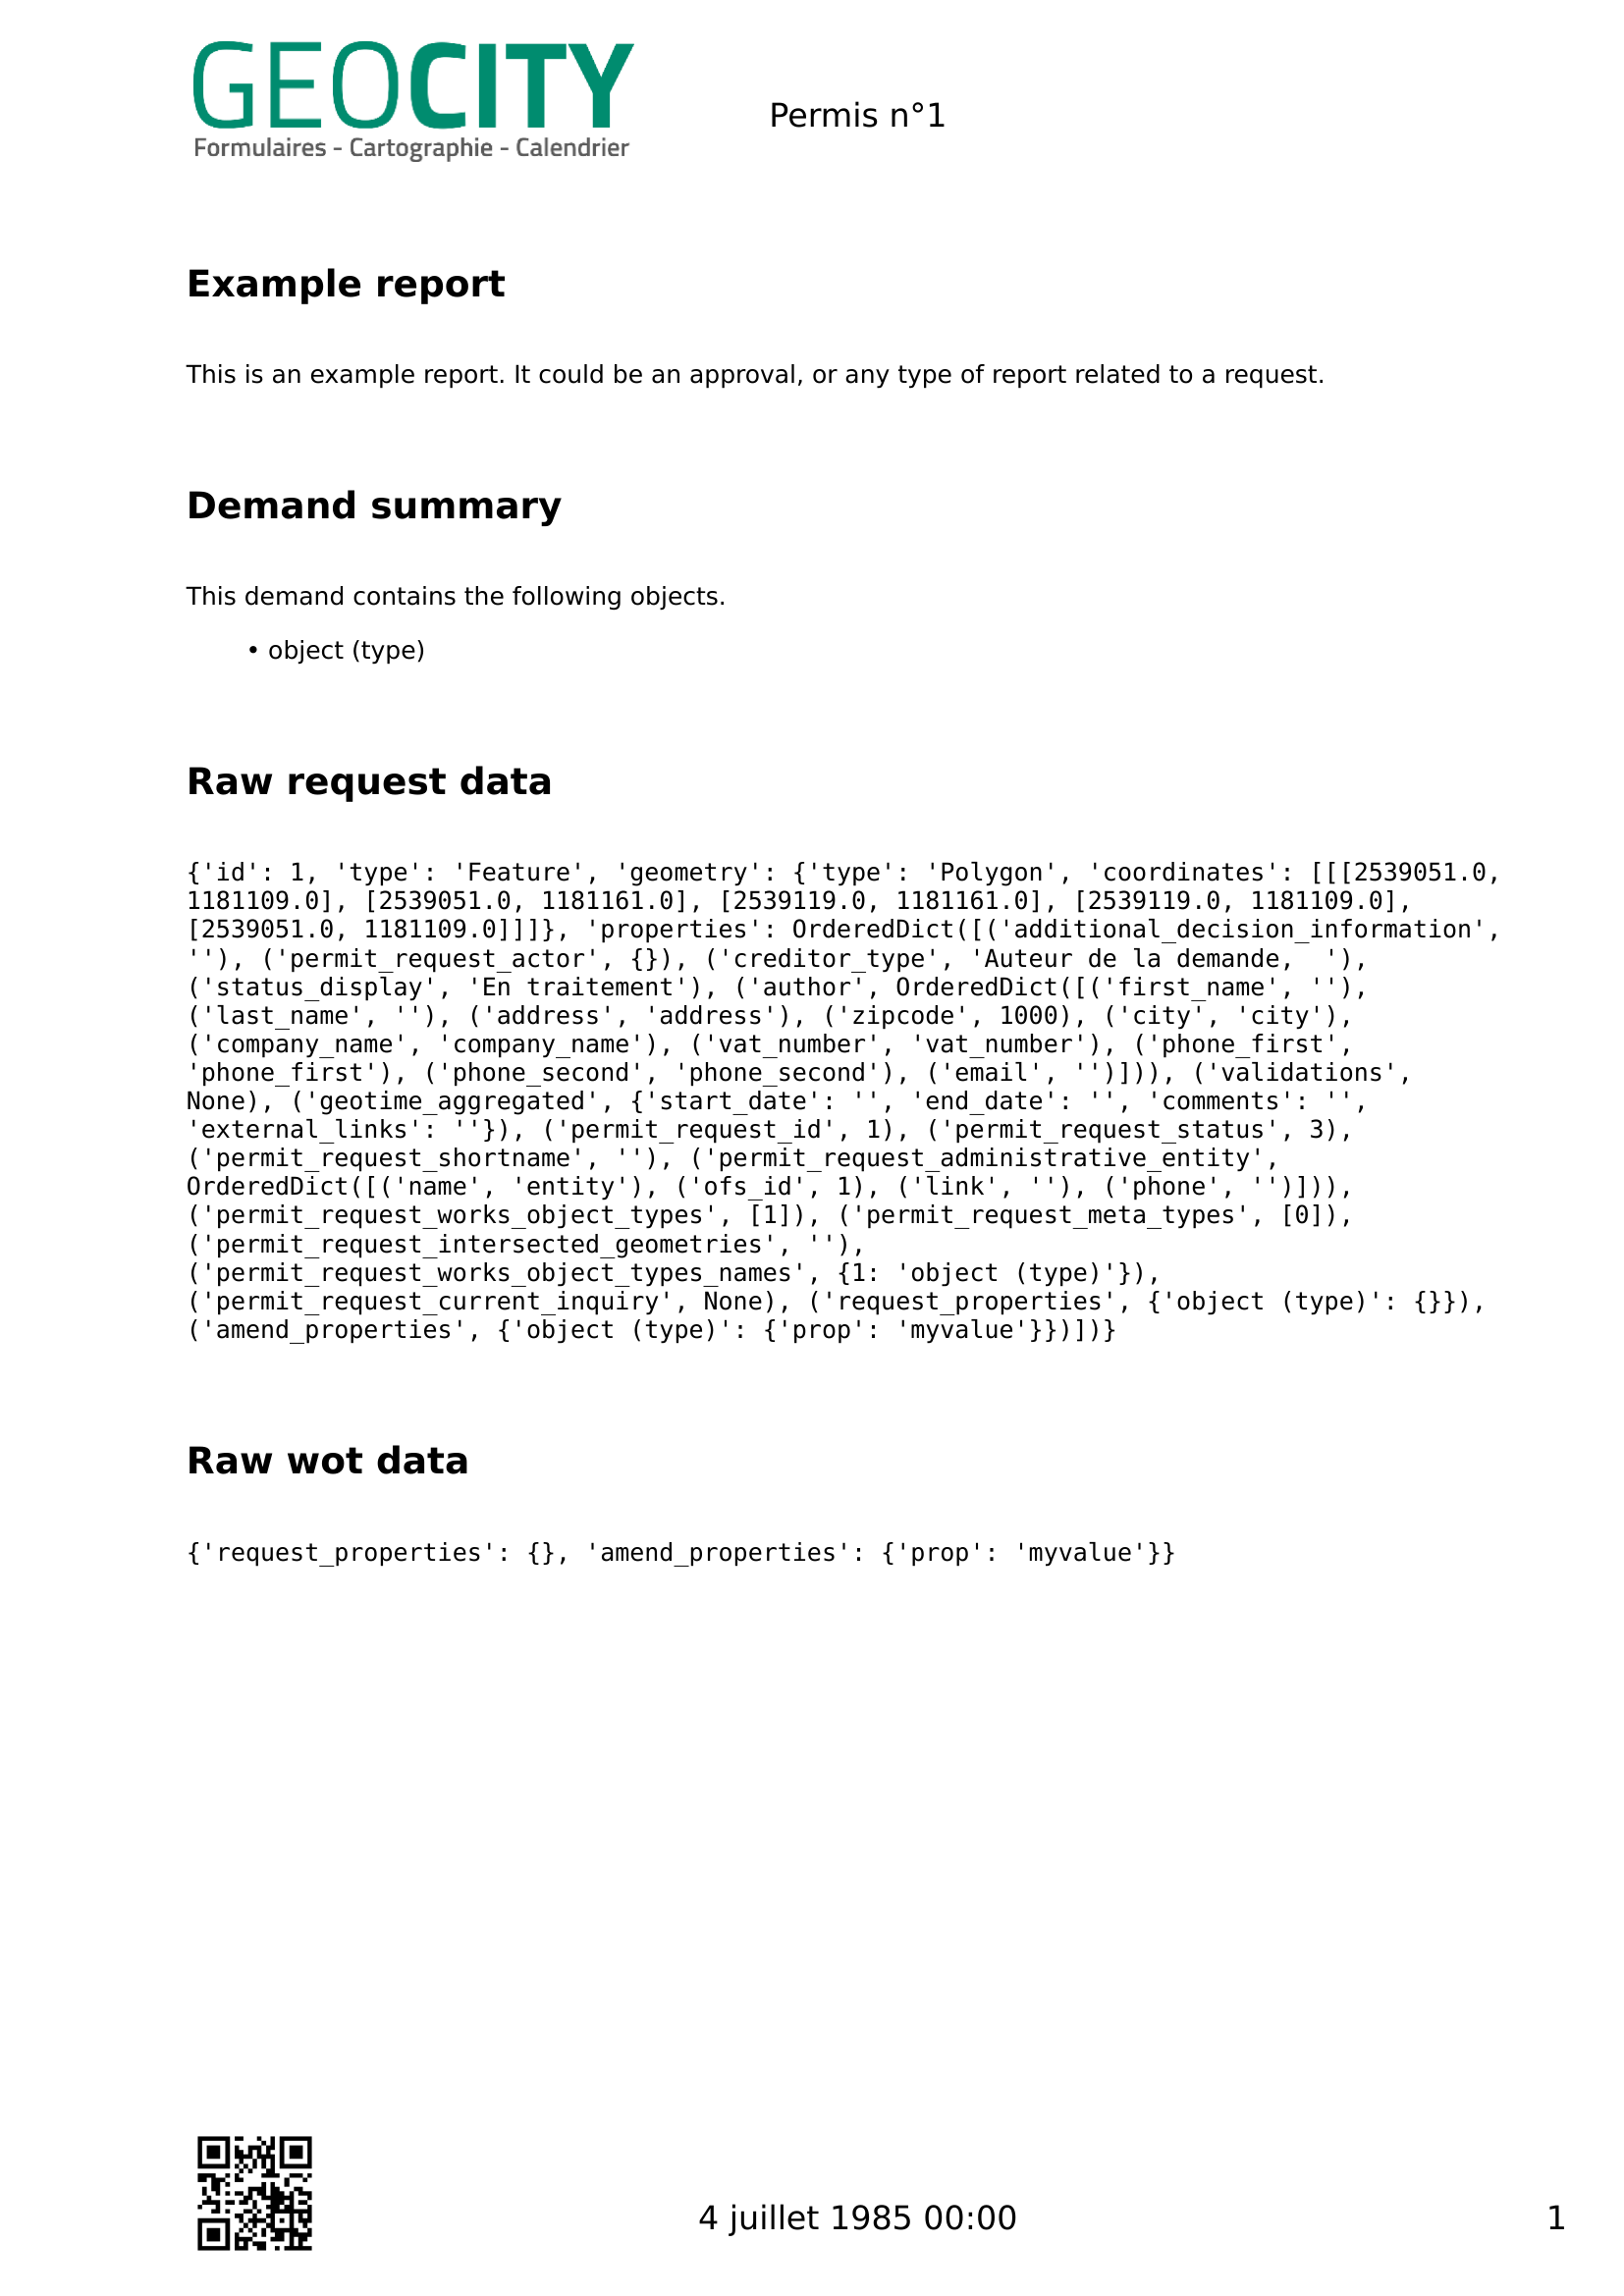 GEOCITY
Formulaires - Cartographie - Calendrier
Permis n°1
Example report
This is an example report. It could be an approval, or any type of report related to a request.
Demand summary
This demand contains the following objects.
• object (type)
Raw request data
{'id': 1, 'type': 'Feature', 'geometry': {'type': 'Polygon', 'coordinates': [[[2539051.0,
1181109.0], [2539051.0, 1181161.0], [2539119.0, 1181161.0], [2539119.0, 1181109.0],
[2539051.0, 1181109.0]]]}, 'properties': OrderedDict([('additional_decision_information',
''), ('permit_request_actor', {}), ('creditor_type', 'Auteur de la demande,  '),
('status_display', 'En traitement'), ('author', OrderedDict([('first_name', ''),
('last_name', ''), ('address', 'address'), ('zipcode', 1000), ('city', 'city'),
('company_name', 'company_name'), ('vat_number', 'vat_number'), ('phone_first',
'phone_first'), ('phone_second', 'phone_second'), ('email', '')])), ('validations',
None), ('geotime_aggregated', {'start_date': '', 'end_date': '', 'comments': '',
'external_links': ''}), ('permit_request_id', 1), ('permit_request_status', 3),
('permit_request_shortname', ''), ('permit_request_administrative_entity',
OrderedDict([('name', 'entity'), ('ofs_id', 1), ('link', ''), ('phone', '')])),
('permit_request_works_object_types', [1]), ('permit_request_meta_types', [0]),
('permit_request_intersected_geometries', ''),
('permit_request_works_object_types_names', {1: 'object (type)'}),
('permit_request_current_inquiry', None), ('request_properties', {'object (type)': {}}),
('amend_properties', {'object (type)': {'prop': 'myvalue'}})])}
Raw wot data
{'request_properties': {}, 'amend_properties': {'prop': 'myvalue'}}
4 juillet 1985 00:00
1